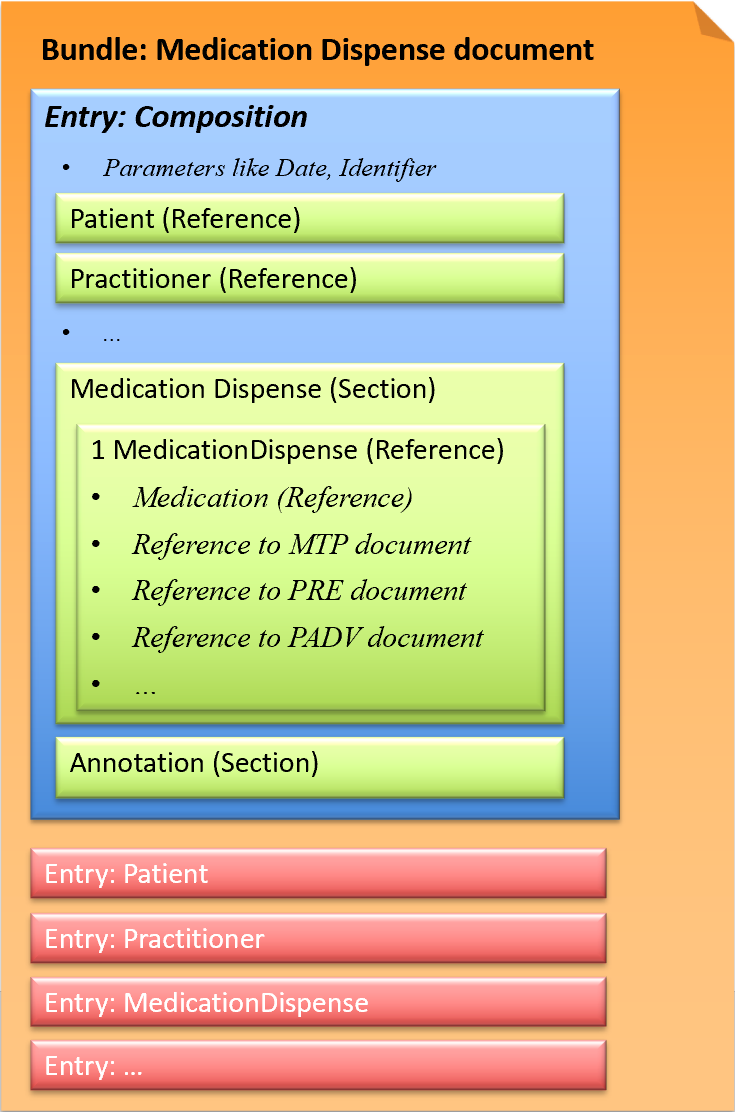 Bundle: Medication Dispense document
Entry: Composition
• Parameters like Date, Identifier
Patient (Reference)
Practitioner (Reference)
• ...
Medication Dispense (Section)
1 MedicationDispense (Reference)
• Medication (Reference)
• Reference to MTP document
• Reference to PRE document
• Reference to PADV document
• ...
Annotation (Section)
Entry: Patient
Entry: Practitioner
Entry: MedicationDispense
Entry: ...